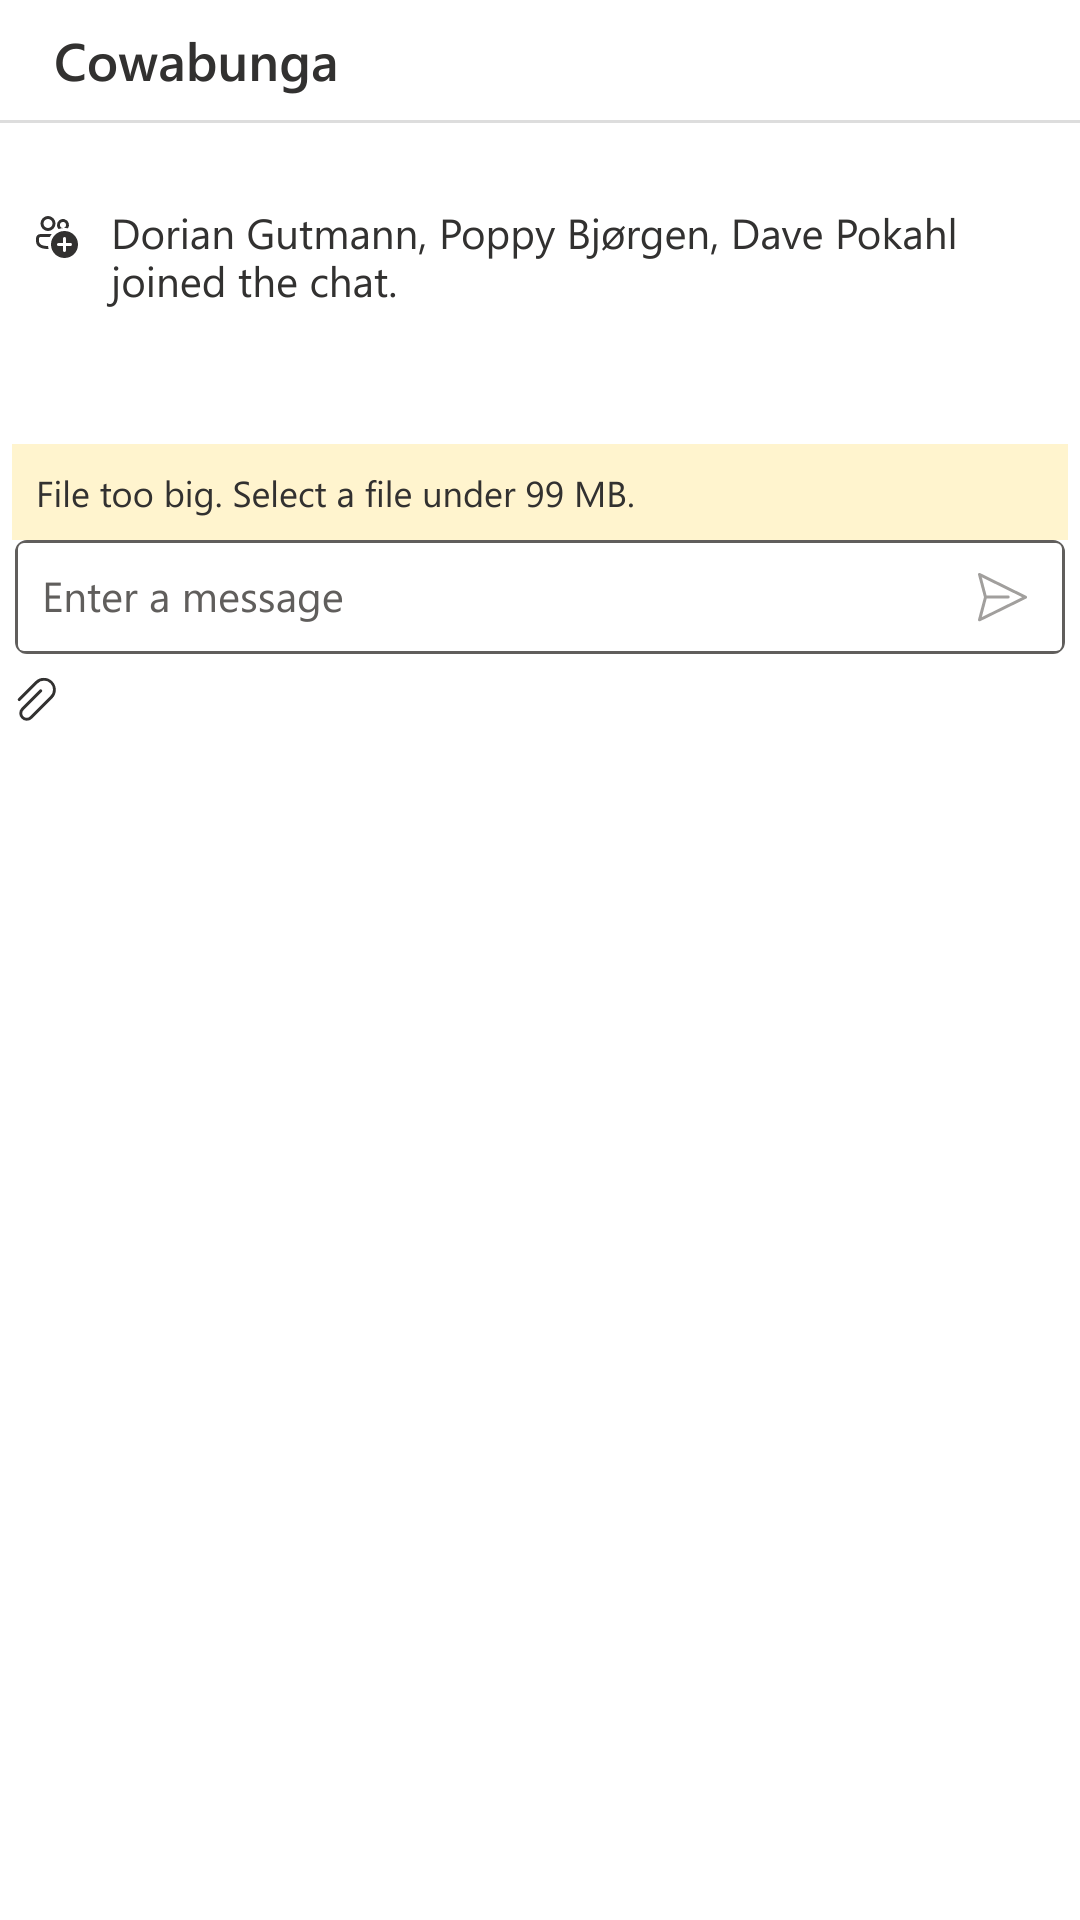 Cowabunga
Dorian Gutmann, Poppy Bjørgen, Dave Pokahl
joined the chat.
File too big. Select a file under 99 MB.
Enter a message